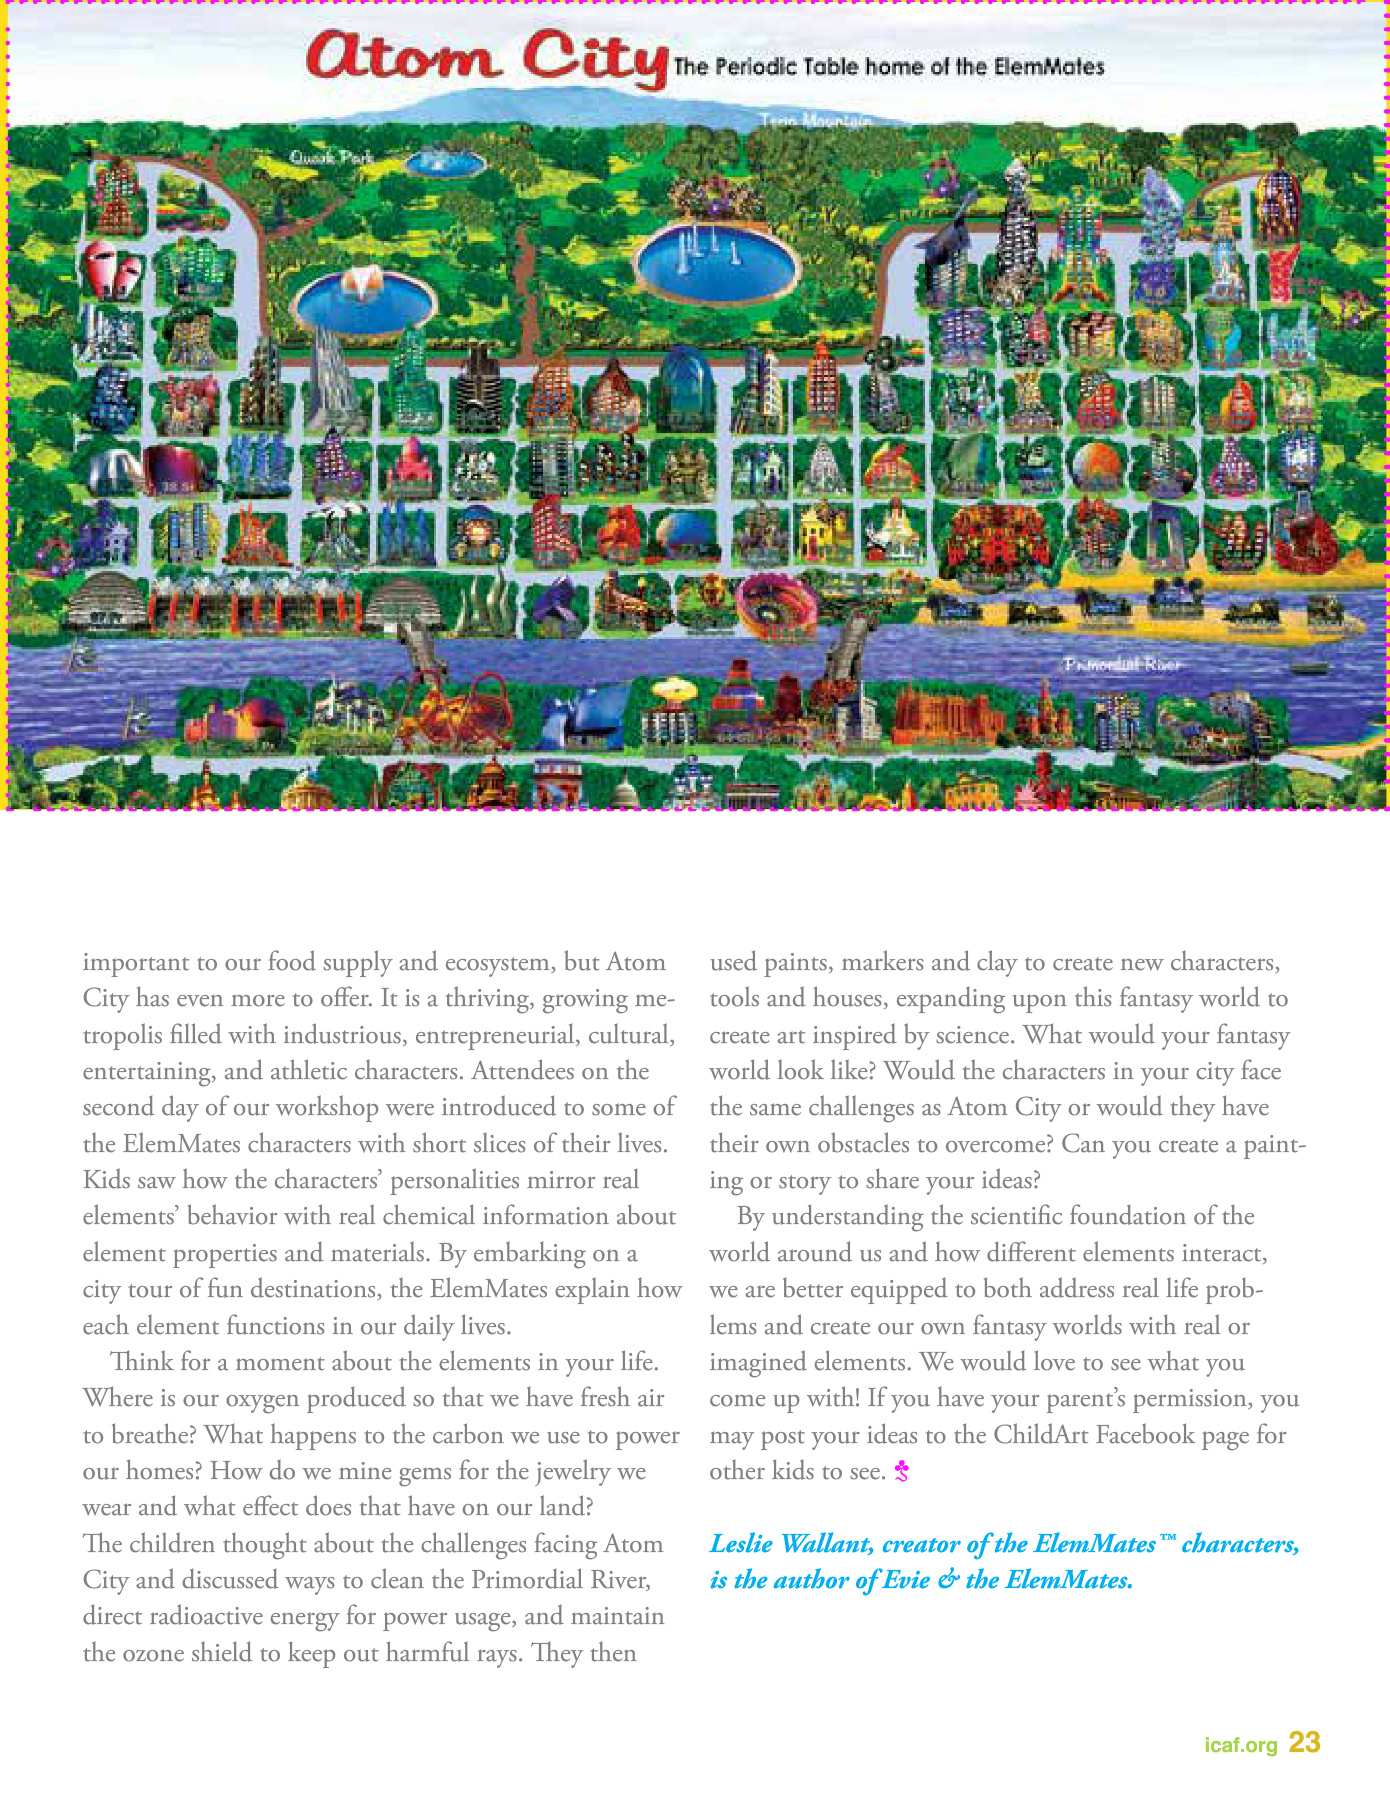 Atom City The Periodic Table home of the ElemMates
Terra Mountain
Quark Park
Primordial River
important to our food supply and ecosystem, but Atom
City has even more to offer. It is a thriving, growing me-
tropolis filled with industrious, entrepreneurial, cultural,
entertaining, and athletic characters. Attendees on the
second day of our workshop were introduced to some of
the ElemMates characters with short slices of their lives.
Kids saw how the characters’ personalities mirror real
elements’ behavior with real chemical information about
element properties and materials. By embarking on a
city tour of fun destinations, the ElemMates explain how
each element functions in our daily lives.
Think for a moment about the elements in your life.
Where is our oxygen produced so that we have fresh air
to breathe? What happens to the carbon we use to power
our homes? How do we mine gems for the jewelry we
wear and what effect does that have on our land?
The children thought about the challenges facing Atom
City and discussed ways to clean the Primordial River,
direct radioactive energy for power usage, and maintain
the ozone shield to keep out harmful rays. They then
used paints, markers and clay to create new characters,
tools and houses, expanding upon this fantasy world to
create art inspired by science. What would your fantasy
world look like? Would the characters in your city face
the same challenges as Atom City or would they have
their own obstacles to overcome? Can you create a paint-
ing or story to share your ideas?
By understanding the scientific foundation of the
world around us and how different elements interact,
we are better equipped to both address real life prob-
lems and create our own fantasy worlds with real or
imagined elements. We would love to see what you
come up with! If you have your parent’s permission, you
may post your ideas to the ChildArt Facebook page for
other kids to see.
Leslie Wallant, creator of the ElemMates™ characters,
is the author of Evie & the ElemMates.
icaf.org 23